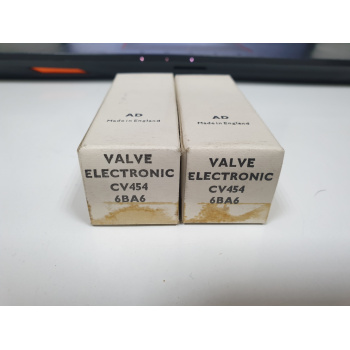 AD
Made in England
VALVE
ELECTRONIC
CV454
6BA6
AD
Made in England
VALVE
ELECTRONIC
CV454
6BA6